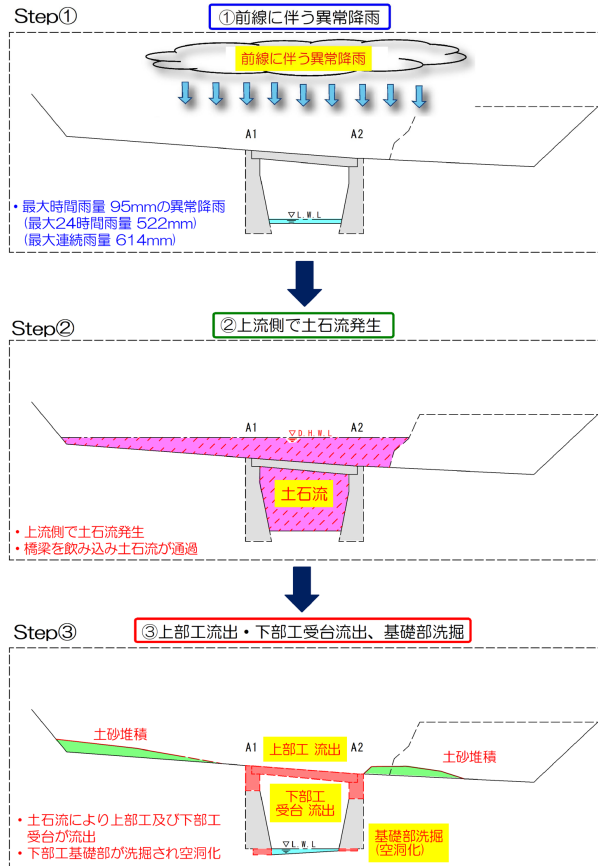 Step①
①前線に伴う異常降雨
前線に伴う異常降雨
A1
A2
▽L.W.L
・最大時間雨量 95mmの異常降雨
(最大24時間雨量 522mm)
(最大連続雨量 614mm)
Step②
②上流側で土石流発生
A1
▽D.H.W.L
A2
土石流
・上流側で土石流発生
・橋梁を飲み込み土石流が通過
Step③
③上部工流出・下部工受台流出、基礎部洗掘
土砂堆積
A1
上部工 流出
A2
土砂堆積
下部工
受台 流出
・土石流により上部工及び下部工
受台が流出
・下部工基礎部が洗掘され空洞化
▽L.W.L
基礎部洗掘
(空洞化)